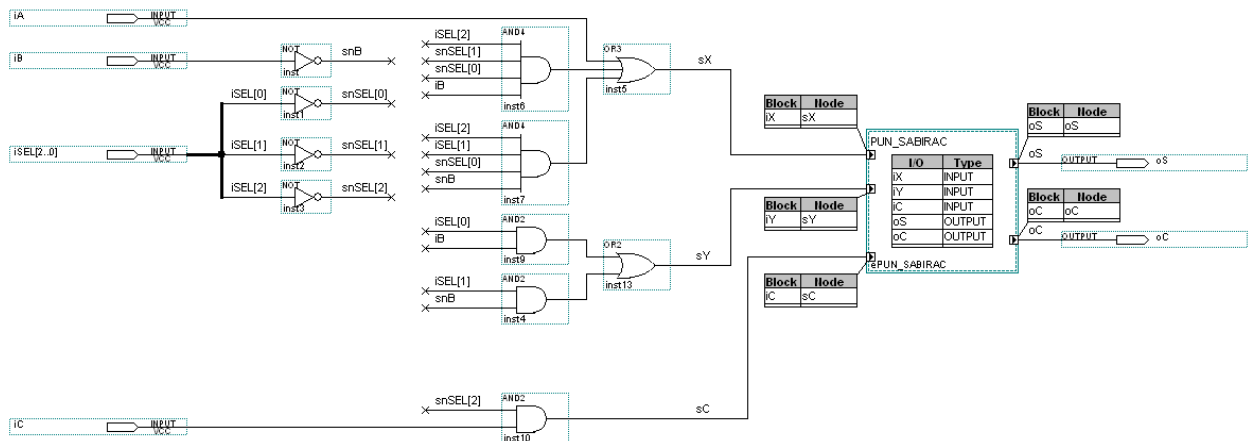 iA
INPUT
VCC
iB
INPUT
VCC
NOT
inst
snB
iSEL[2..0]
INPUT
VCC
iSEL[0]
NOT
inst1
snSEL[0]
iSEL[1]
NOT
inst2
snSEL[1]
iSEL[2]
NOT
inst3
snSEL[2]
iSEL[2]
snSEL[1]
snSEL[0]
iB
AND4
inst6
iSEL[2]
iSEL[1]
snSEL[0]
snB
AND4
inst7
OR3
inst5
sX
iSEL[0]
iB
AND2
inst9
iSEL[1]
snB
AND2
inst4
OR2
inst13
sY
iC
INPUT
VCC
snSEL[2]
AND2
inst10
sC
Block Node
iX sX
Block Node
iY sY
Block Node
iC sC
PUN_SABIRAC
I/O Type
iX INPUT
iY INPUT
iC INPUT
oS OUTPUT
oC OUTPUT
ePUN_SABIRAC
Block Node
oS oS
oS
OUTPUT
oS
Block Node
oC oC
oC
OUTPUT
oC